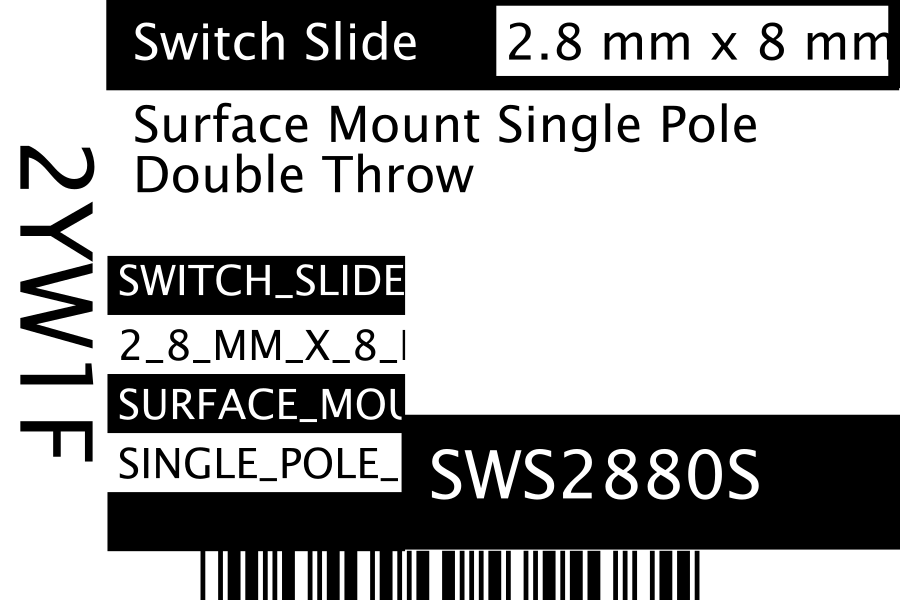 Switch Slide
2.8 mm x 8 mm
Surface Mount Single Pole
Double Throw
2YW1F
SWITCH_SLIDE
2_8_MM_X_8_
SURFACE_MOU
SINGLE_POLE_
SWS2880S